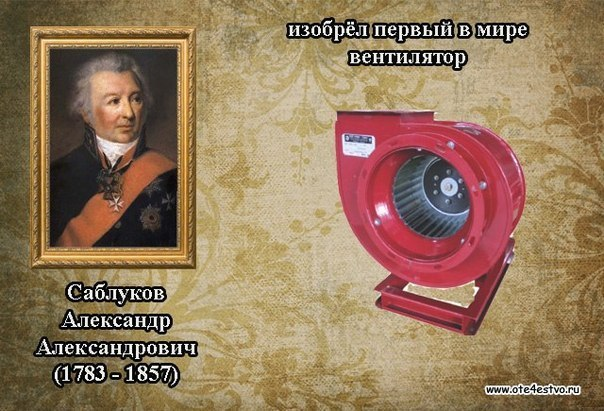 изобрёл первый в мире
вентилятор
Саблуков
Александр
Александрович
(1783 - 1857)
www.ote4estvo.ru